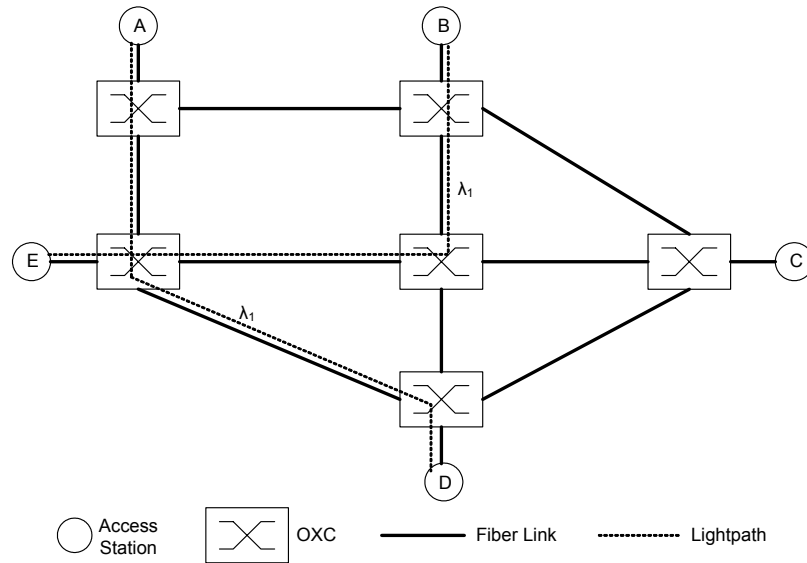 A
B
λ1
E
C
λ1
D
Access
Station
OXC
Fiber Link
Lightpath